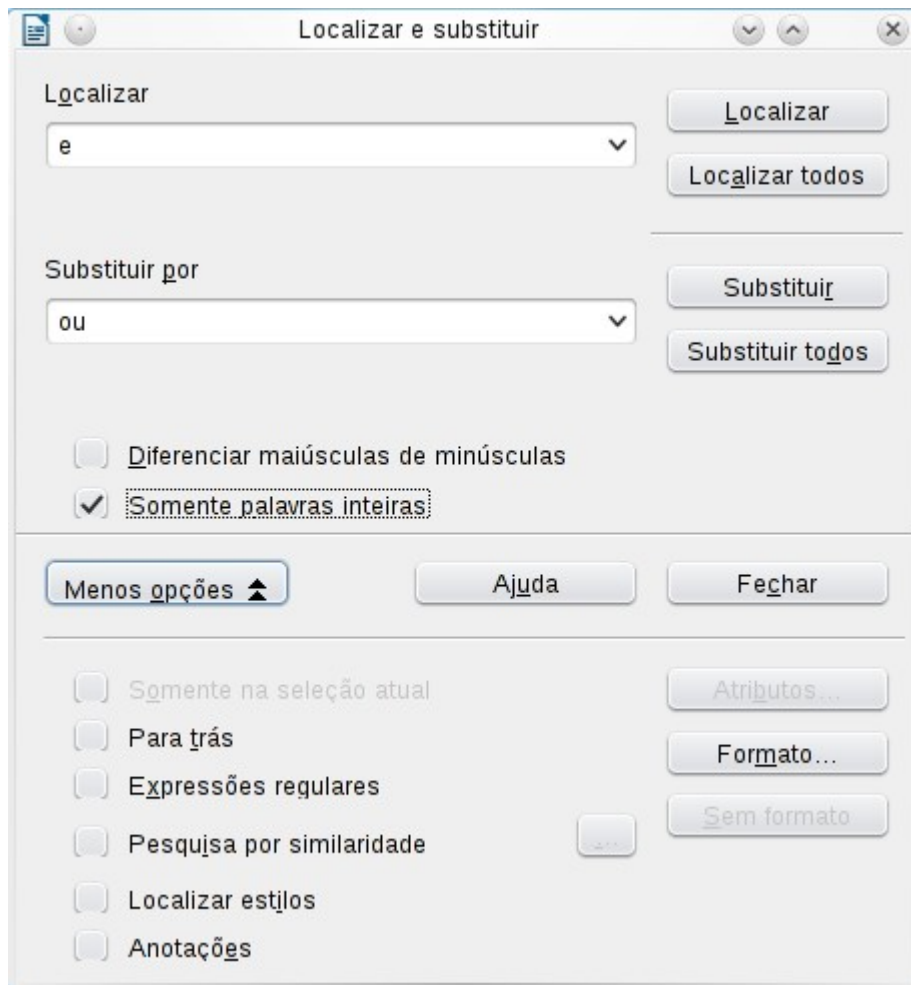 Localizar e substituir
Localizar
e
Localizar
Localizar todos
Substituir por
ou
Substituir
Substituir todos
Diferenciar maiúsculas de minúsculas
Somente palavras inteiras
Menos opções
Ajuda
Fechar
Somente na seleção atual
Atributos...
Para trás
Formato...
Expressões regulares
Sem formato
Pesquisa por similaridade
...
Localizar estilos
Anotações